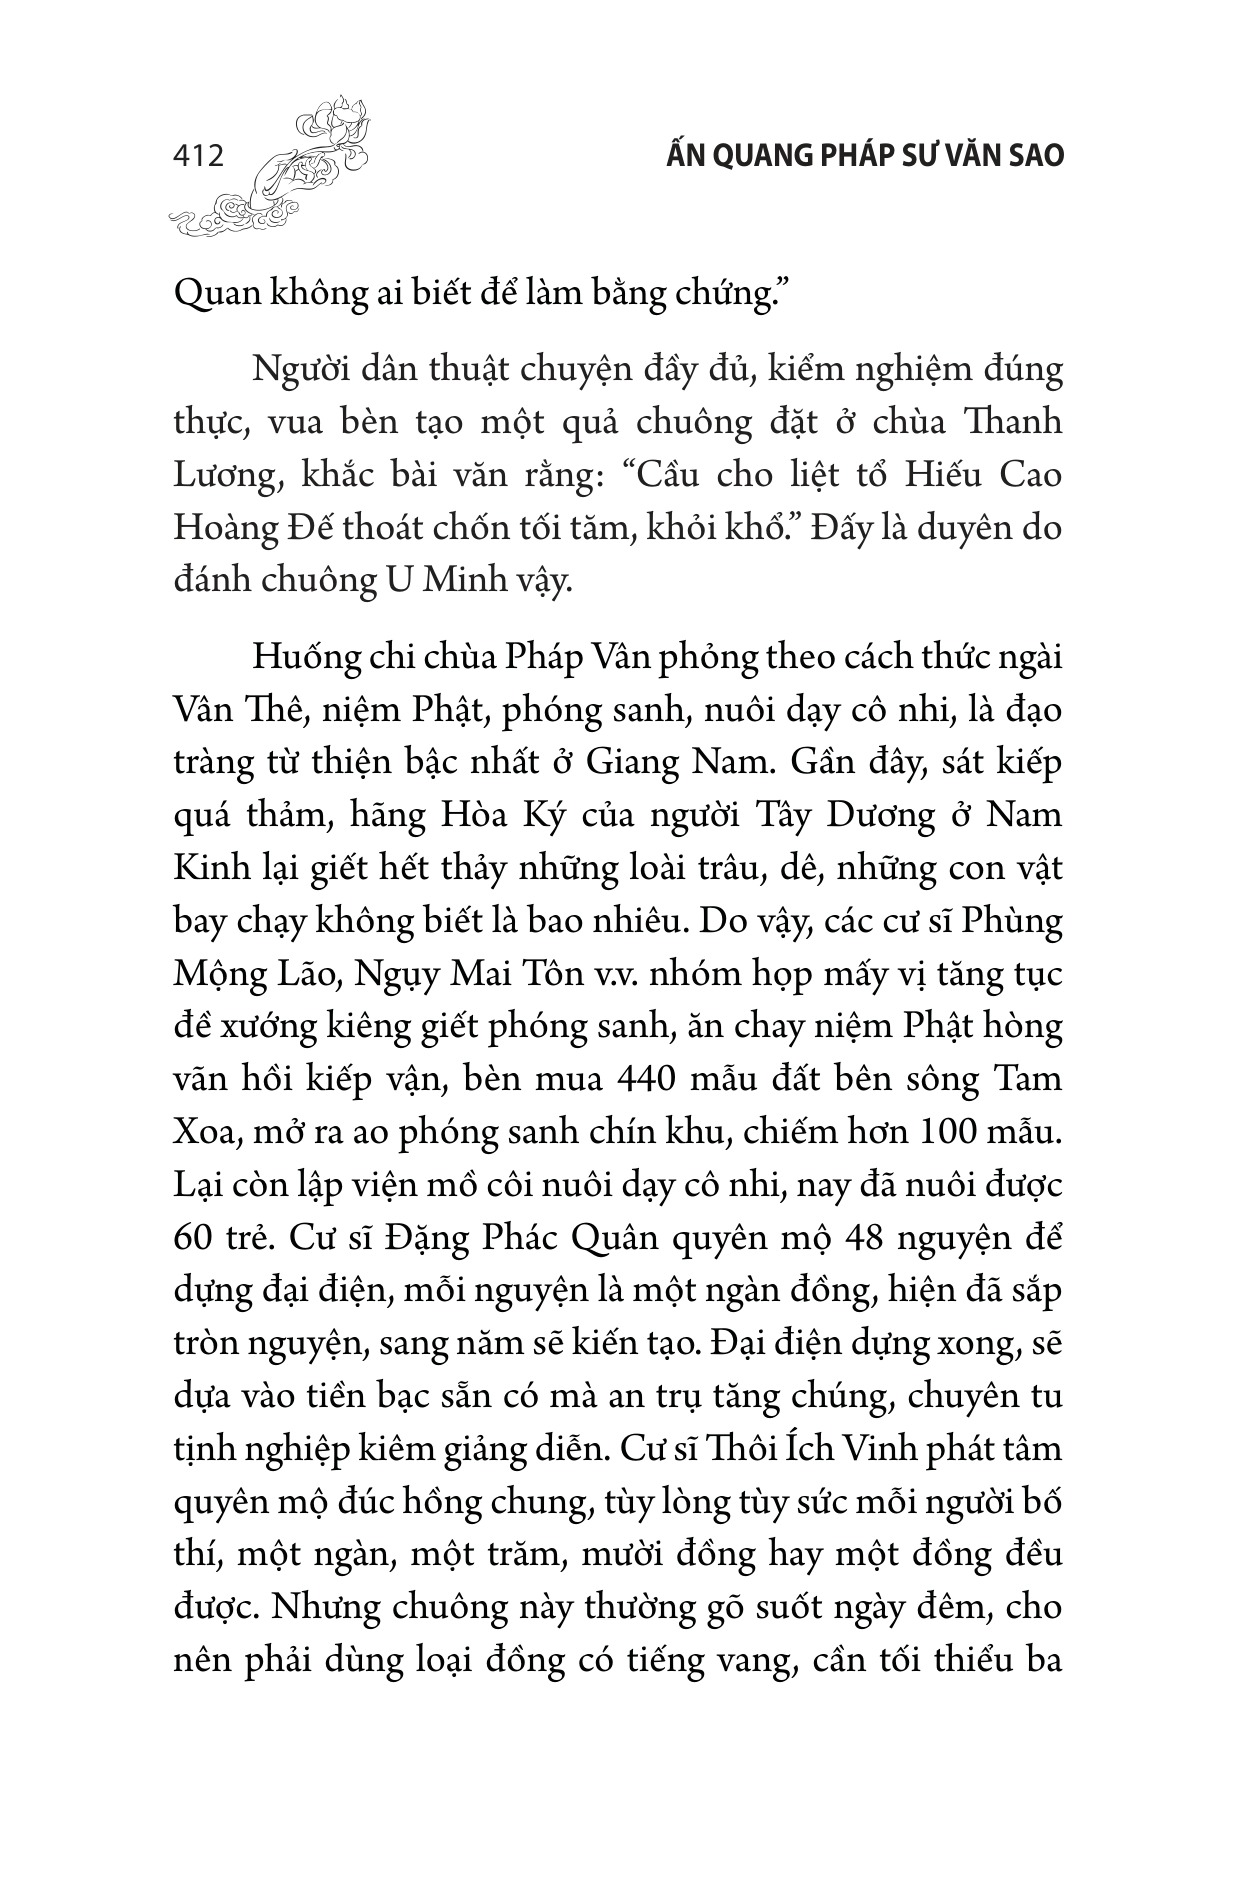 412
ẤN QUANG PHÁP SƯ VĂN SAO
Quan không ai biết để làm bằng chứng.”
Người dân thuật chuyện đầy đủ, kiểm nghiệm đúng
thực, vua bèn tạo một quả chuông đặt ở chùa Thanh
Lương, khắc bài văn rằng: “Cầu cho liệt tổ Hiếu Cao
Hoàng Đế thoát chốn tối tăm, khỏi khổ.” Đấy là duyên do
đánh chuông U Minh vậy.
Huống chi chùa Pháp Vân phỏng theo cách thức ngài
Vân Thê, niệm Phật, phóng sanh, nuôi dạy cô nhi, là đạo
tràng từ thiện bậc nhất ở Giang Nam. Gần đây, sát kiếp
quá thảm, hãng Hòa Ký của người Tây Dương ở Nam
Kinh lại giết hết thảy những loài trâu, dê, những con vật
bay chạy không biết là bao nhiêu. Do vậy, các cư sĩ Phùng
Mộng Lão, Ngụy Mai Tôn v.v. nhóm họp mấy vị tăng tục
đề xướng kiêng giết phóng sanh, ăn chay niệm Phật hòng
vãn hồi kiếp vận, bèn mua 440 mẫu đất bên sông Tam
Xoa, mở ra ao phóng sanh chín khu, chiếm hơn 100 mẫu.
Lại còn lập viện mồ côi nuôi dạy cô nhi, nay đã nuôi được
60 trẻ. Cư sĩ Đặng Phác Quân quyên mộ 48 nguyện để
dựng đại điện, mỗi nguyện là một ngàn đồng, hiện đã sắp
tròn nguyện, sang năm sẽ kiến tạo. Đại điện dựng xong, sẽ
dựa vào tiền bạc sẵn có mà an trụ tăng chúng, chuyên tu
tịnh nghiệp kiêm giảng diễn. Cư sĩ Thôi Ích Vinh phát tâm
quyên mộ đúc hồng chung, tùy lòng tùy sức mỗi người bố
thí, một ngàn, một trăm, mười đồng hay một đồng đều
được. Nhưng chuông này thường gõ suốt ngày đêm, cho
nên phải dùng loại đồng có tiếng vang, cần tối thiểu ba